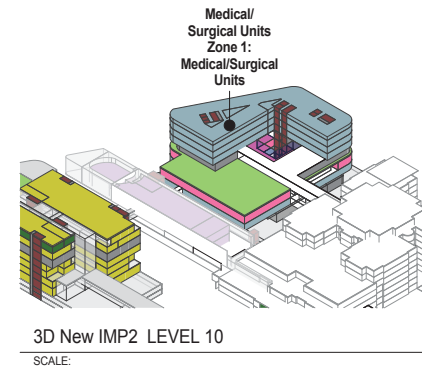 Medical/
Surgical Units
Zone 1:
Medical/Surgical
Units
3D New IMP2 LEVEL 10
SCALE: